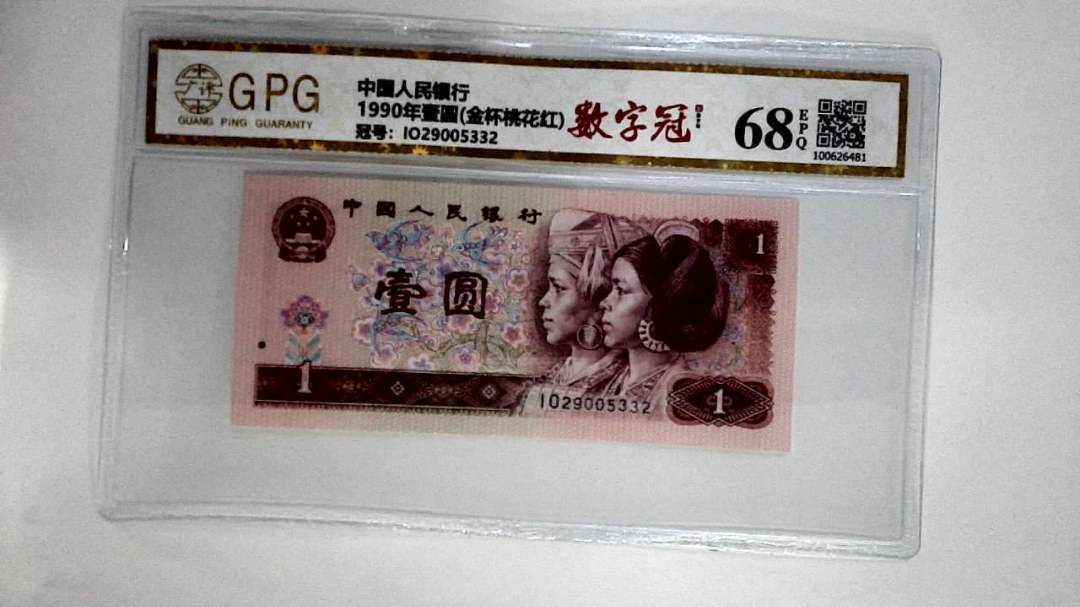 GPG
GUANG PING GUARANTY
中国人民银行
1990年壹圆(金杯桃花红)
冠号：IO29005332
数字冠
68
EPQ
100626481
中国人民银行
壹圆
1
1
IO29005332
1